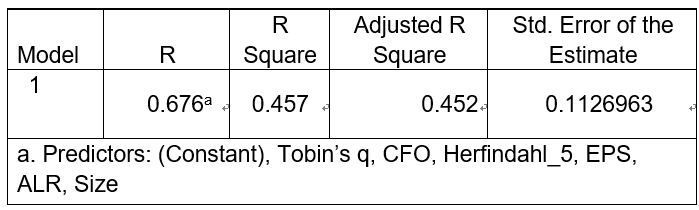 Model R R Square Adjusted R Square Std. Error of the Estimate
1 0.676ª 0.457 0.452 0.1126963
a. Predictors: (Constant), Tobin’s q, CFO, Herfindahl_5, EPS,
ALR, Size